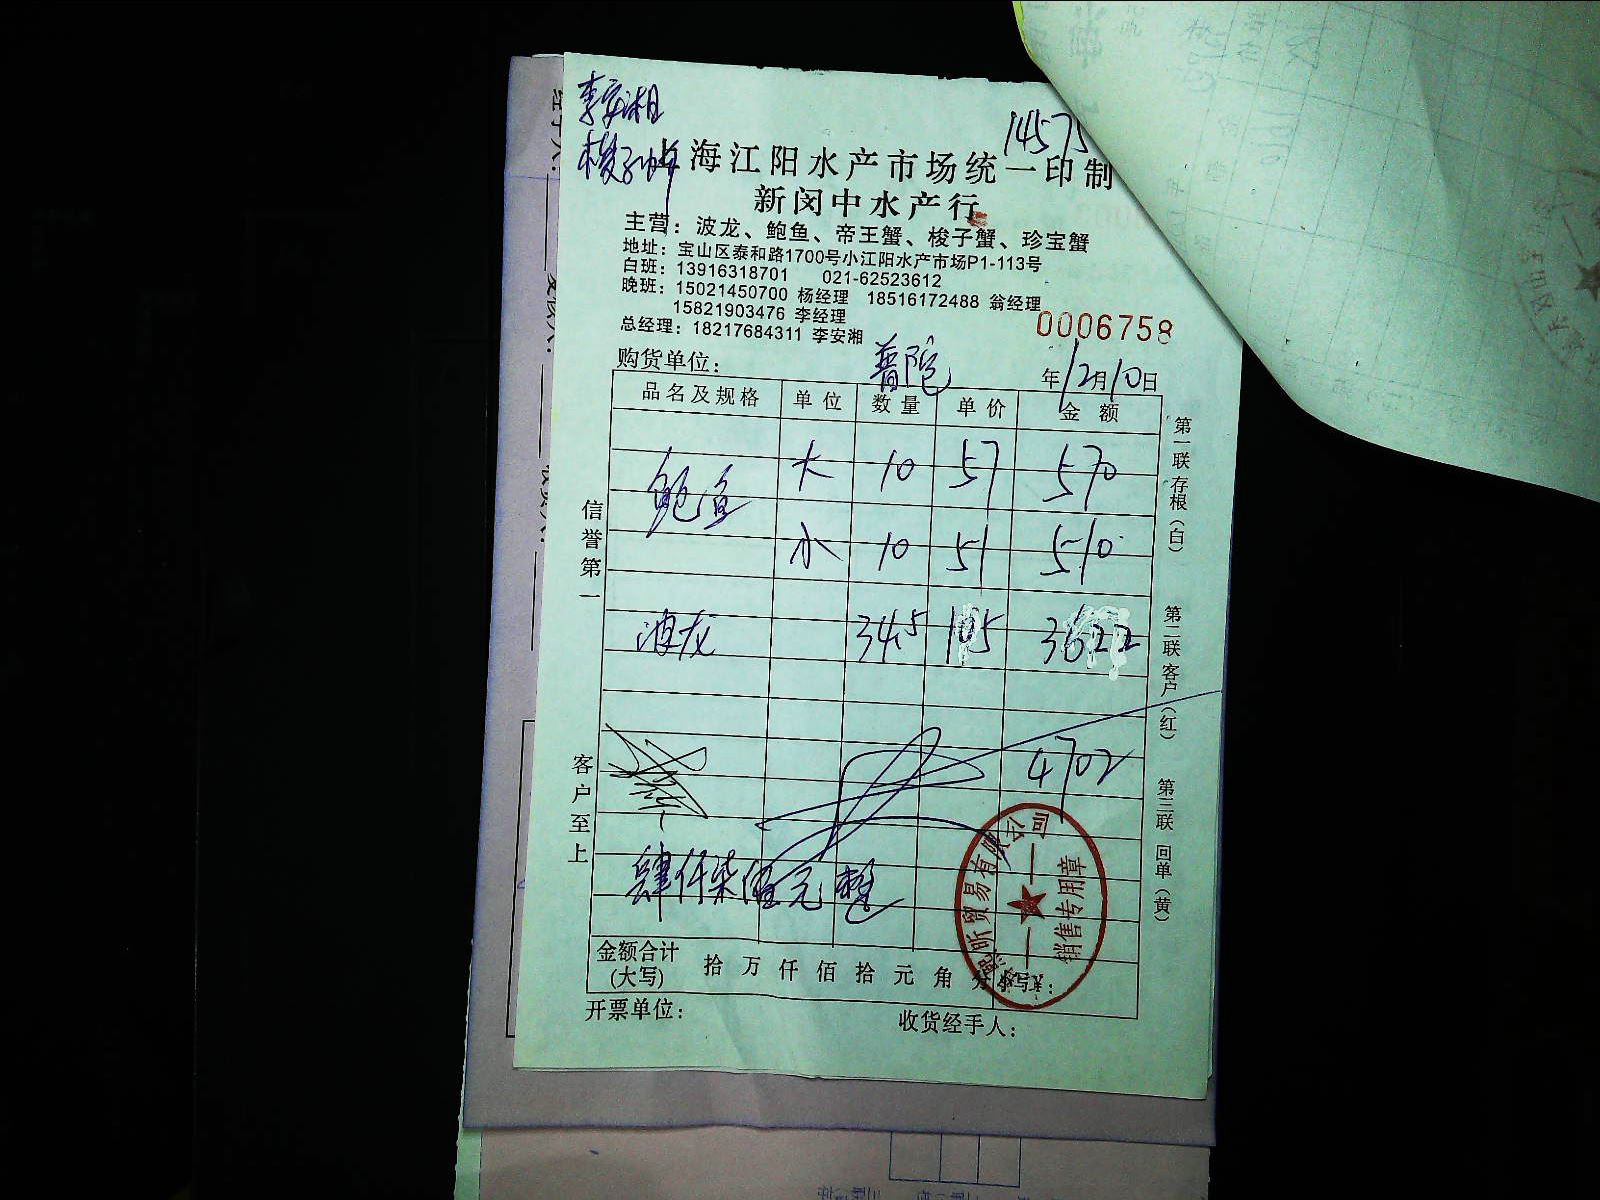 李安湘
梭子蟹
14575
上海江阳水产市场统一印制
新闵中水产行
主营：波龙、鲍鱼、帝王蟹、梭子蟹、珍宝蟹
地址：宝山区泰和路1700号小江阳水产市场P1-113号
白班：13916318701 021-62523612
晚班：15021450700 杨经理 18516172488 翁经理
15821903476 李经理
总经理：18217684311 李安湘
0006758
购货单位： 普陀 年12月10日
品名及规格 单位 数量 单价 金额
鲍鱼 大 10 57 570
小 10 51 510
波龙 34.5 105 3622
4702
肆仟柒 元整
金额合计(大写) 拾 万 仟 佰 拾 元 角 分
开票单位：
收货经手人：
信誉第一
客户至上
第一联 存根（白）
第二联 客户（红）
第三联 回单（黄）
贸易有限公司
销售专用章